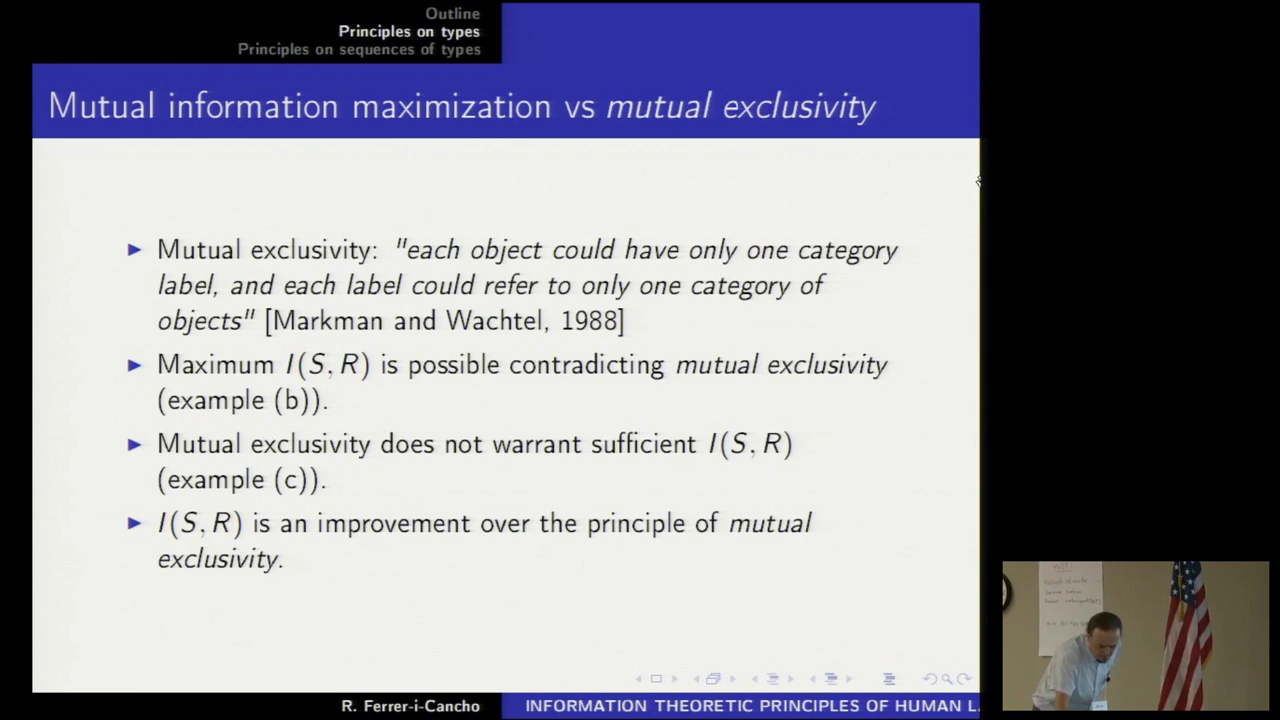 Outline
Principles on types
Principles on sequences of types
Mutual information maximization vs mutual exclusivity
Mutual exclusivity: "each object could have only one category
label, and each label could refer to only one category of
objects" [Markman and Wachtel, 1988]
Maximum I(S, R) is possible contradicting mutual exclusivity
(example (b)).
Mutual exclusivity does not warrant sufficient I(S, R)
(example (c)).
I(S, R) is an improvement over the principle of mutual
exclusivity.
R. Ferrer-i-Cancho
INFORMATION THEORETIC PRINCIPLES OF HUMAN L